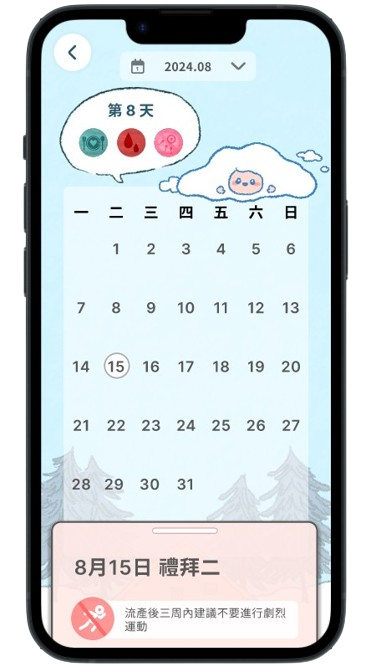 2024.08
第 8 天
一 二 三 四 五 六 日
1 2 3 4 5 6
7 8 9 10 11 12 13
14 15 16 17 18 19 20
21 22 23 24 25 26 27
28 29 30 31
8月15日 禮拜二
流產後三周內建議不要進行劇烈
運動